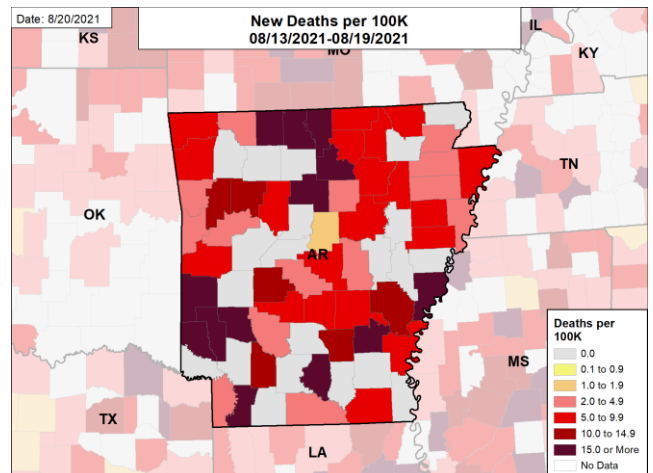 Date: 8/20/2021
New Deaths per 100K
08/13/2021-08/19/2021
IL
KS
MO
KY
TN
OK
AR
MS
TX
LA
Deaths per
100K
0.0
0.1 to 0.9
1.0 to 1.9
2.0 to 4.9
5.0 to 9.9
10.0 to 14.9
15.0 or More
No Data